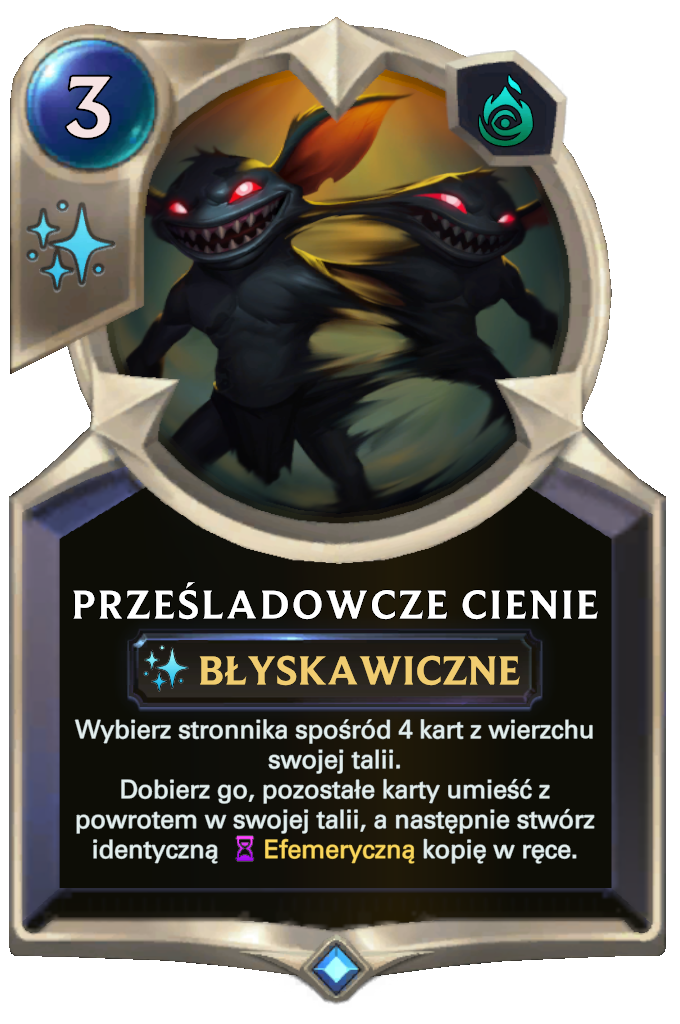 3
PRZEŚLADOWCZE CIENIE
BŁYSKAWICZNE
Wybierz stronnika spośród 4 kart z wierzchu
swojej talii.
Dobierz go, pozostałe karty umieść z
powrotem w swojej talii, a następnie stwórz
identyczną Efemeryczną kopię w ręce.